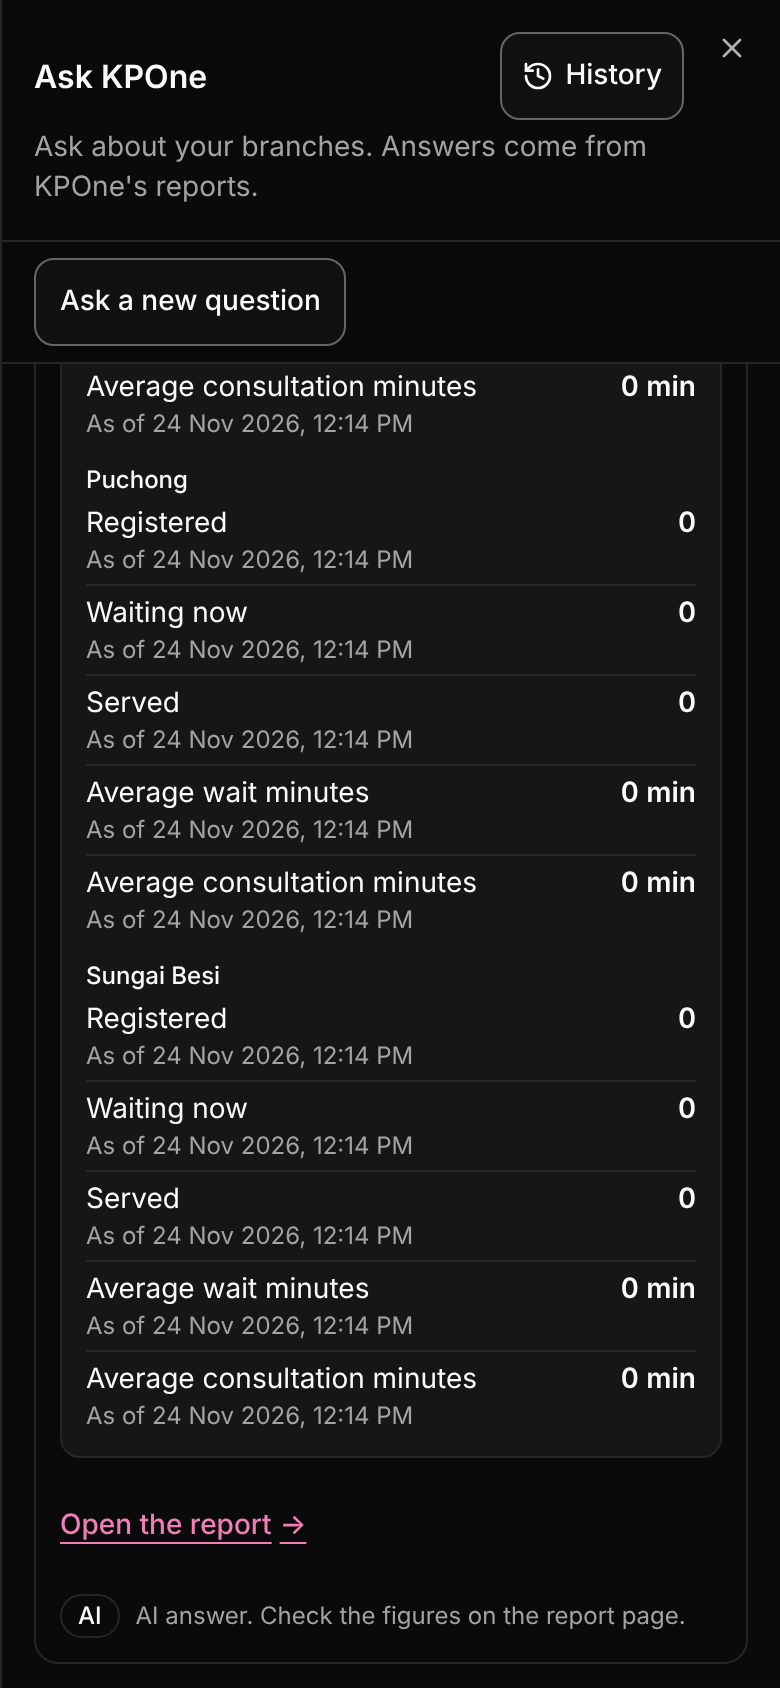 Ask KPOne
History
Ask about your branches. Answers come from
KPOne's reports.
Ask a new question
Average consultation minutes 0 min
As of 24 Nov 2026, 12:14 PM
Puchong
Registered 0
As of 24 Nov 2026, 12:14 PM
Waiting now 0
As of 24 Nov 2026, 12:14 PM
Served 0
As of 24 Nov 2026, 12:14 PM
Average wait minutes 0 min
As of 24 Nov 2026, 12:14 PM
Average consultation minutes 0 min
As of 24 Nov 2026, 12:14 PM
Sungai Besi
Registered 0
As of 24 Nov 2026, 12:14 PM
Waiting now 0
As of 24 Nov 2026, 12:14 PM
Served 0
As of 24 Nov 2026, 12:14 PM
Average wait minutes 0 min
As of 24 Nov 2026, 12:14 PM
Average consultation minutes 0 min
As of 24 Nov 2026, 12:14 PM
Open the report →
AI AI answer. Check the figures on the report page.